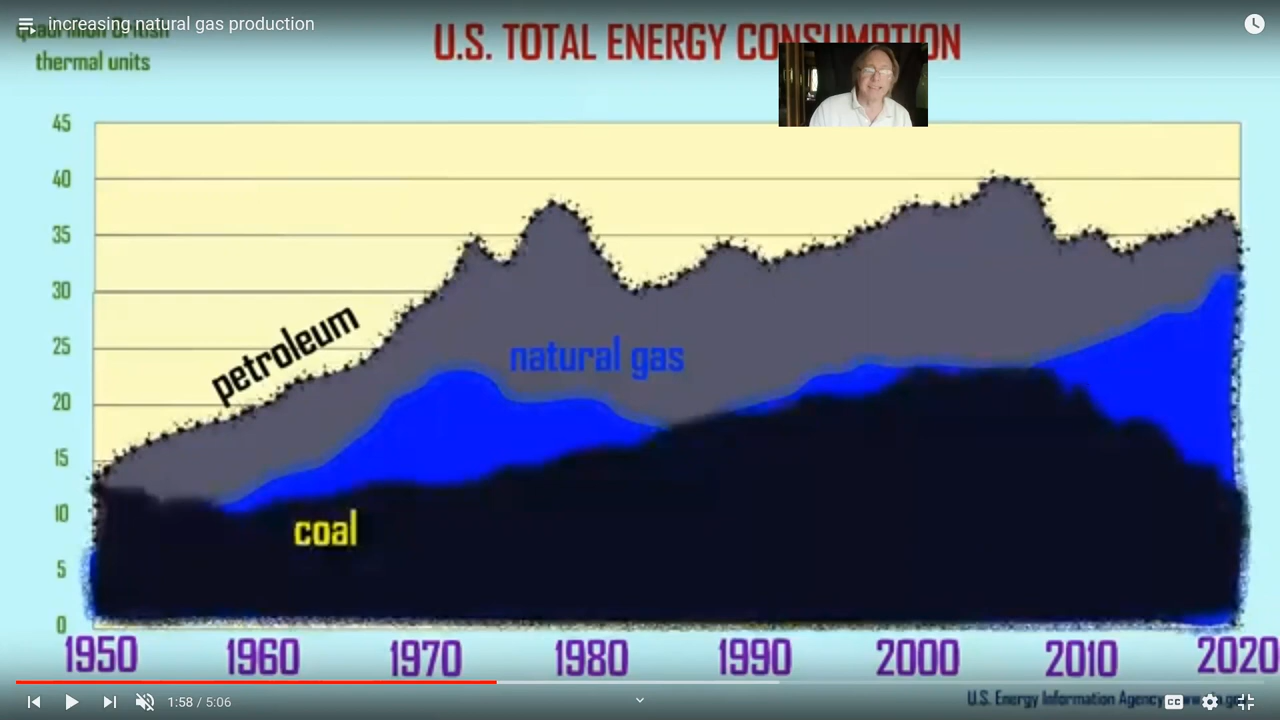 increasing natural gas production
thermal units
U.S. TOTAL ENERGY CONSUMPTION
45
40
35
30
25
20
15
10
5
0
petroleum
natural gas
coal
1950 1960 1970 1980 1990 2000 2010 2020
1:58 / 5:06
U.S. Energy Information Agency
CC